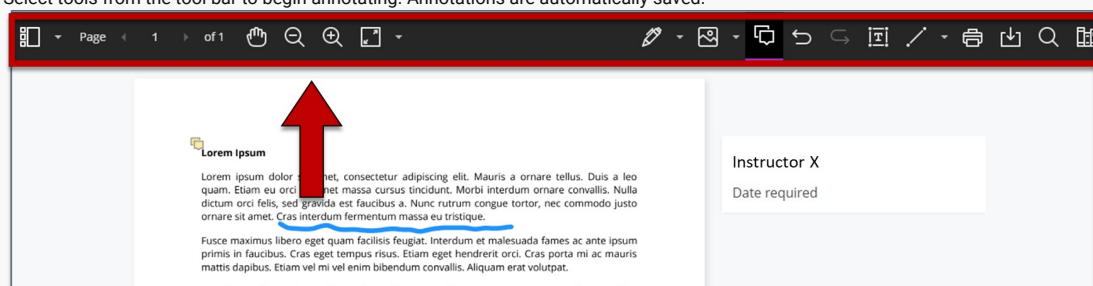 Select tools from the tool bar to begin annotating. Annotations are automatically saved.
Page 1 of 1
Lorem Ipsum
Lorem ipsum dolor amet, consectetur adipiscing elit. Mauris a ornare tellus. Duis a leo
quam. Etiam eu orci net massa cursus tincidunt. Morbi interdum ornare convallis. Nulla
dictum orci felis, sed gravida est faucibus a. Nunc rutrum congue tortor, nec commodo justo
ornare sit amet. Cras interdum fermentum massa eu tristique.
Fusce maximus libero eget quam facilisis feugiat. Interdum et malesuada fames ac ante ipsum
primis in faucibus. Cras eget tempus risus. Etiam eget hendrerit orci. Cras porta mi ac mauris
mattis dapibus. Etiam vel mi vel enim bibendum convallis. Aliquam erat volutpat.
Instructor X
Date required